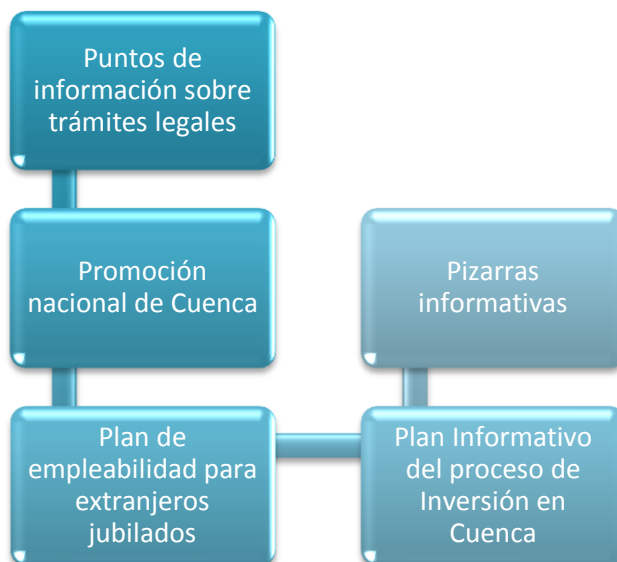 Puntos de
información sobre
trámites legales
Promoción
nacional de Cuenca
Plan de
empleabilidad para
extranjeros
jubilados
Plan Informativo
del proceso de
Inversión en
Cuenca
Pizarras
informativas